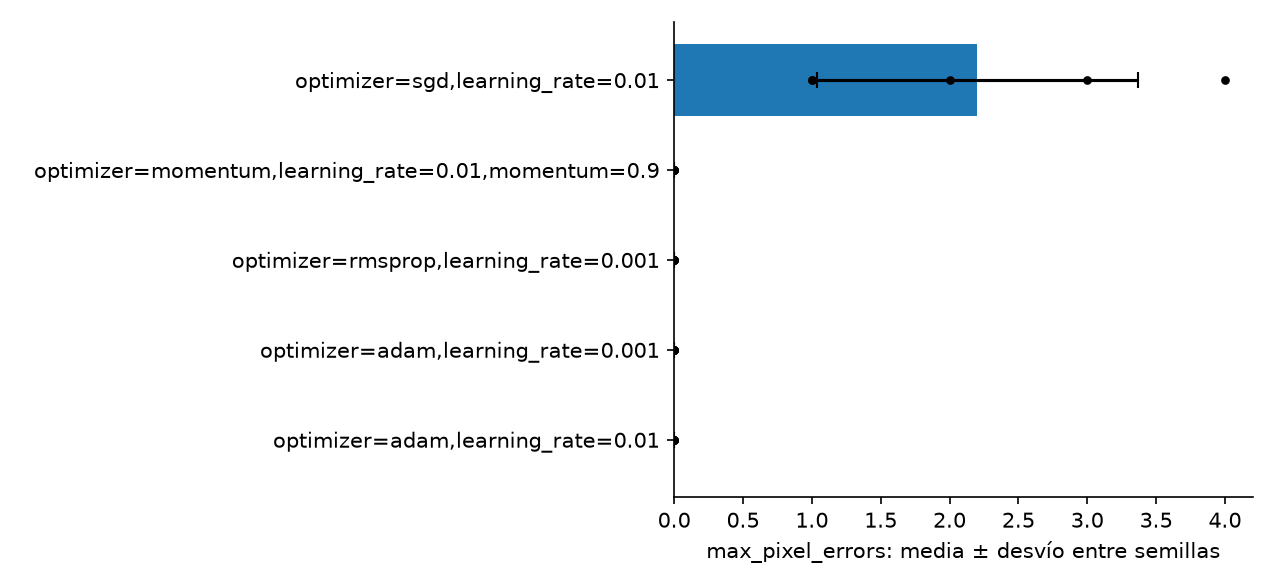 optimizer=sgd,learning_rate=0.01
optimizer=momentum,learning_rate=0.01,momentum=0.9
optimizer=rmsprop,learning_rate=0.001
optimizer=adam,learning_rate=0.001
optimizer=adam,learning_rate=0.01
0.0 0.5 1.0 1.5 2.0 2.5 3.0 3.5 4.0
max_pixel_errors: media ± desvío entre semillas